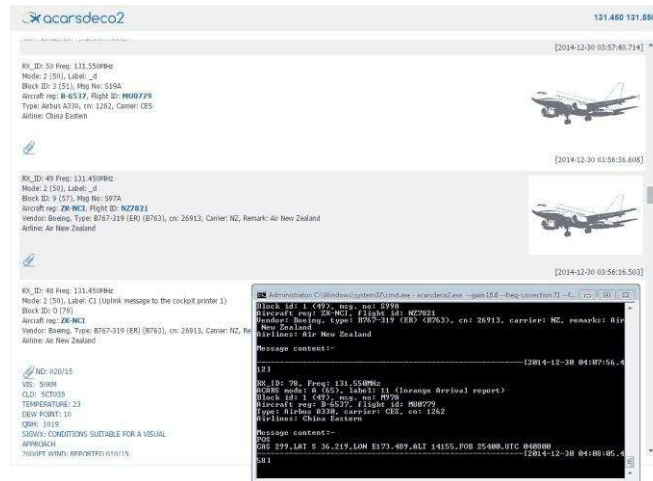 acarsdeco2
131.450 131.550
[2014-12-30 03:57:40.714]
RX_ID: 50 Freq: 131.550MHz
Mode: 2 (50), Label: _d
Block ID: 3 (51), Msg No: S19A
Aircraft reg: B-6537, Flight ID: MU0779
Type: Airbus A330, cn: 1262, Carrier: CES
Airline: China Eastern
[2014-12-30 03:56:36.608]
RX_ID: 49 Freq: 131.450MHz
Mode: 2 (50), Label: _d
Block ID: 9 (57), Msg No: S97A
Aircraft reg: ZK-NCI, Flight ID: NZ7821
Vendor: Boeing, Type: B767-319 (ER) (B763), cn: 26913, Carrier: NZ, Remark: Air New Zealand
Airline: Air New Zealand
[2014-12-30 03:56:16.503]
RX_ID: 48 Freq: 131.450MHz
Mode: 2 (50), Label: C1 (Uplink message to the cockpit printer 1)
Block ID: O (79)
Aircraft reg: ZK-NCI
Vendor: Boeing, Type: B767-319 (ER) (B763), cn: 26913, Carrier: NZ, Re
Airline: Air New Zealand
ND: 020/15
VIS: 50KM
CLD: SCT035
TEMPERATURE: 23
DEW POINT: 10
QNH: 1019
SIGWX: CONDITIONS SUITABLE FOR A VISUAL
APPROACH
2000FT WIND: REPORTED 010/15
Administrator: C:\Windows\system32\cmd.exe - acarsdeco2.exe --gain 16.6 --freq-correction 71 --f...
Block id: 1 (49), msg. no: S99A
Aircraft reg: ZK-NCI, flight id: NZ7821
Vendor: Boeing, type: B767-319 (ER) (B763), cn: 26913, carrier: NZ, remarks: Air
New Zealand
Airlines: Air New Zealand
Message content:-
[2014-12-30 04:07:56.4
12]
RX_ID: 78, Freq: 131.550MHz
ACARS mode: A (65), label: 11 (Inrange Arrival report)
Block id: 1 (49), msg. no: M97A
Aircraft reg: B-6537, flight id: MU0779
Type: Airbus A330, carrier: CES, cn: 1262
Airlines: China Eastern
Message content:-
POS
CAS 299,LAT S 36.219,LON E173.489,ALT 14155,FOB 25400,UTC 040800
[2014-12-30 04:08:05.4
58]